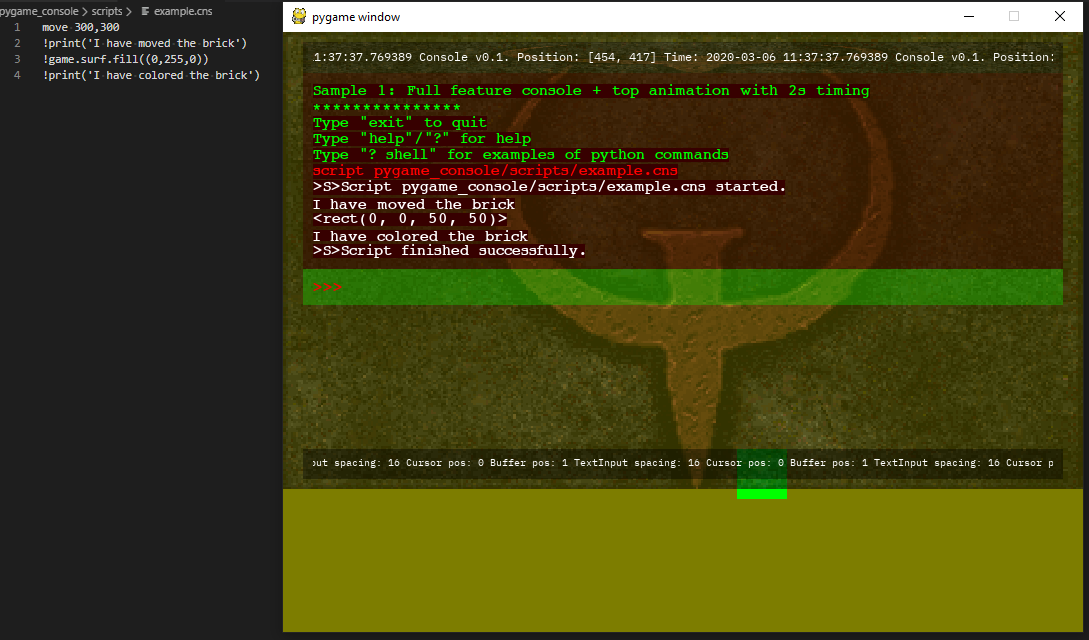 pygame_console > scripts > example.cns
1 move 300,300
2 !print('I have moved the brick')
3 !game.surf.fill((0,255,0))
4 !print('I have colored the brick')
pygame window
1:37:37.769389 Console v0.1. Position: [454, 417] Time: 2020-03-06 11:37:37.769389 Console v0.1. Position:
Sample 1: Full feature console + top animation with 2s timing
***************
Type "exit" to quit
Type "help"/"?" for help
Type "? shell" for examples of python commands
script pygame_console/scripts/example.cns
>S>Script pygame_console/scripts/example.cns started.
I have moved the brick
<rect(0, 0, 50, 50)>
I have colored the brick
>S>Script finished successfully.
>>>
out spacing: 16 Cursor pos: 0 Buffer pos: 1 TextInput spacing: 16 Cursor pos: 0 Buffer pos: 1 TextInput spacing: 16 Cursor p